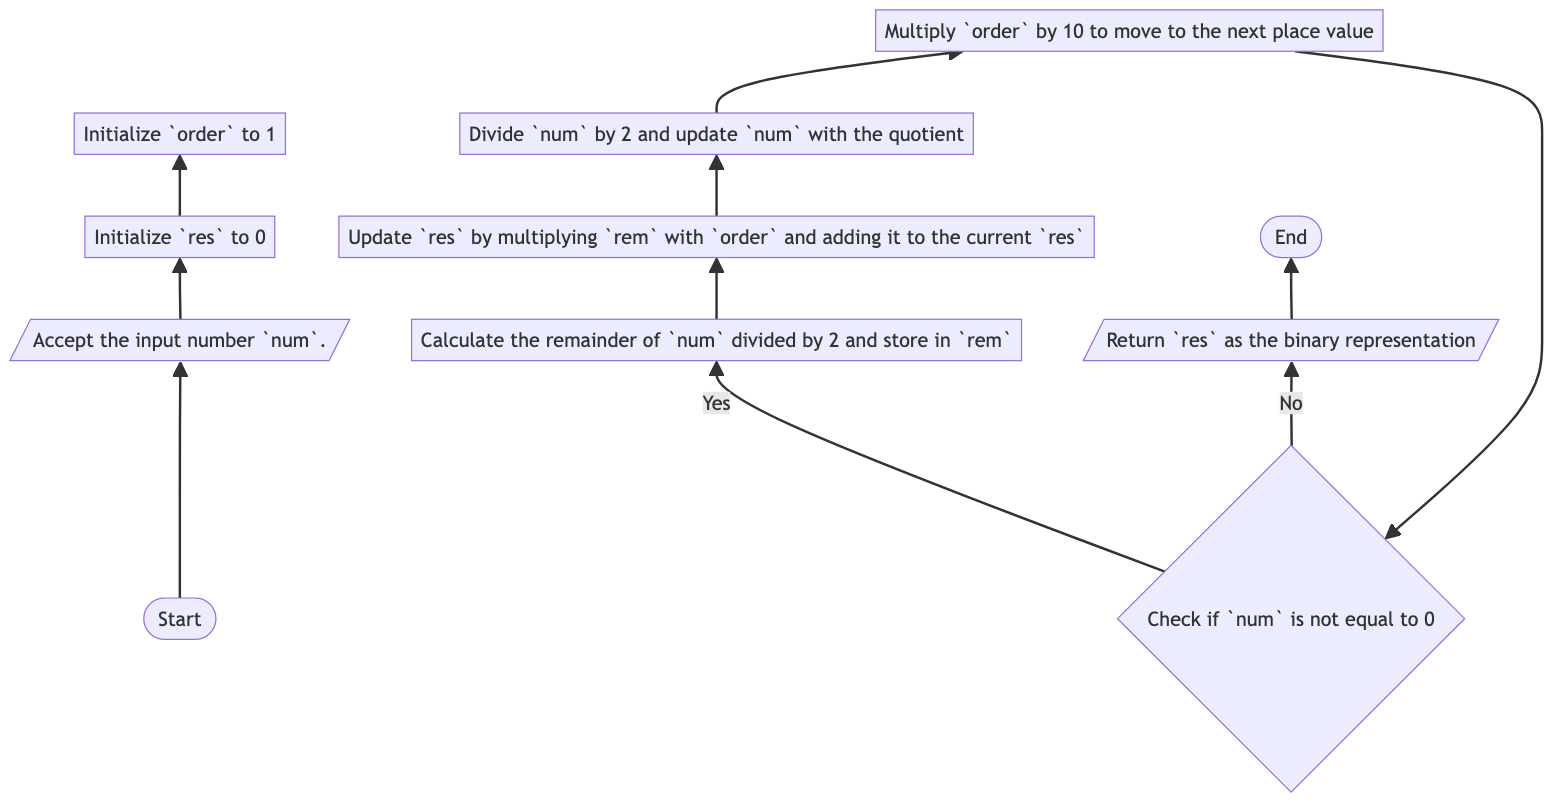 Multiply `order` by 10 to move to the next place value
Initialize `order` to 1
Divide `num` by 2 and update `num` with the quotient
Initialize `res` to 0
Update `res` by multiplying `rem` with `order` and adding it to the current `res`
End
Accept the input number `num`.
Calculate the remainder of `num` divided by 2 and store in `rem`
Return `res` as the binary representation
Yes
No
Start
Check if `num` is not equal to 0